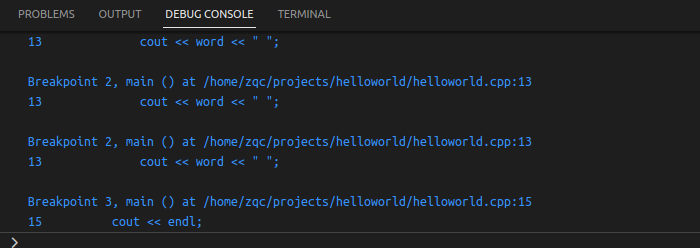 PROBLEMS OUTPUT DEBUG CONSOLE TERMINAL
13 cout << word << " ";
Breakpoint 2, main () at /home/zqc/projects/helloworld/helloworld.cpp:13
13 cout << word << " ";
Breakpoint 2, main () at /home/zqc/projects/helloworld/helloworld.cpp:13
13 cout << word << " ";
Breakpoint 3, main () at /home/zqc/projects/helloworld/helloworld.cpp:15
15 cout << endl;
>